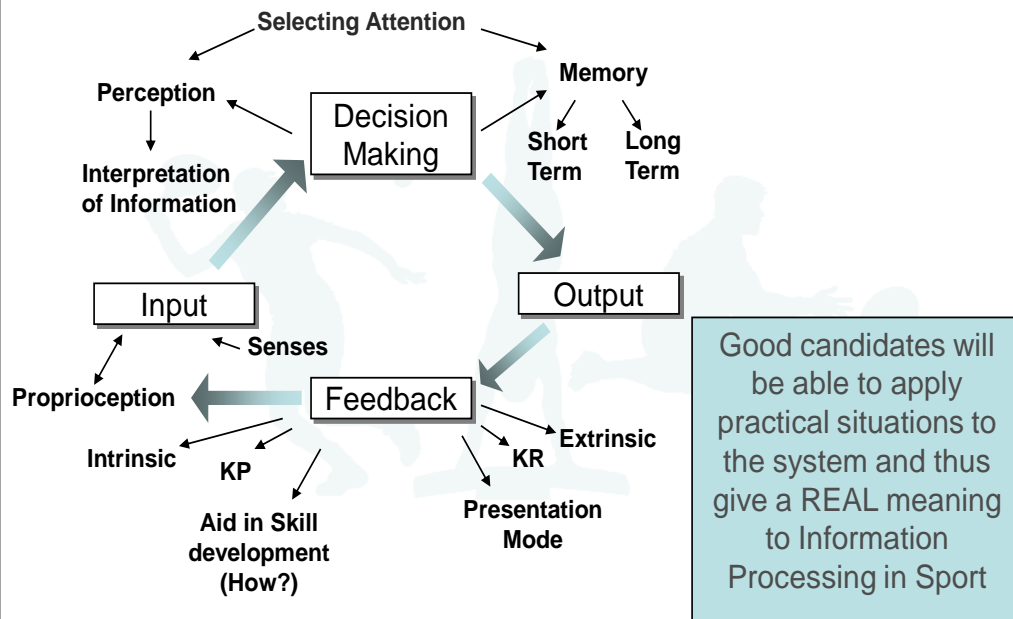 Selecting Attention
Perception
Memory
Decision
Making
Short
Term
Long
Term
Interpretation
of Information
Input
Output
Senses
Proprioception
Feedback
Intrinsic
KP
KR
Extrinsic
Aid in Skill
development
(How?)
Presentation
Mode
Good candidates will
be able to apply
practical situations to
the system and thus
give a REAL meaning
to Information
Processing in Sport